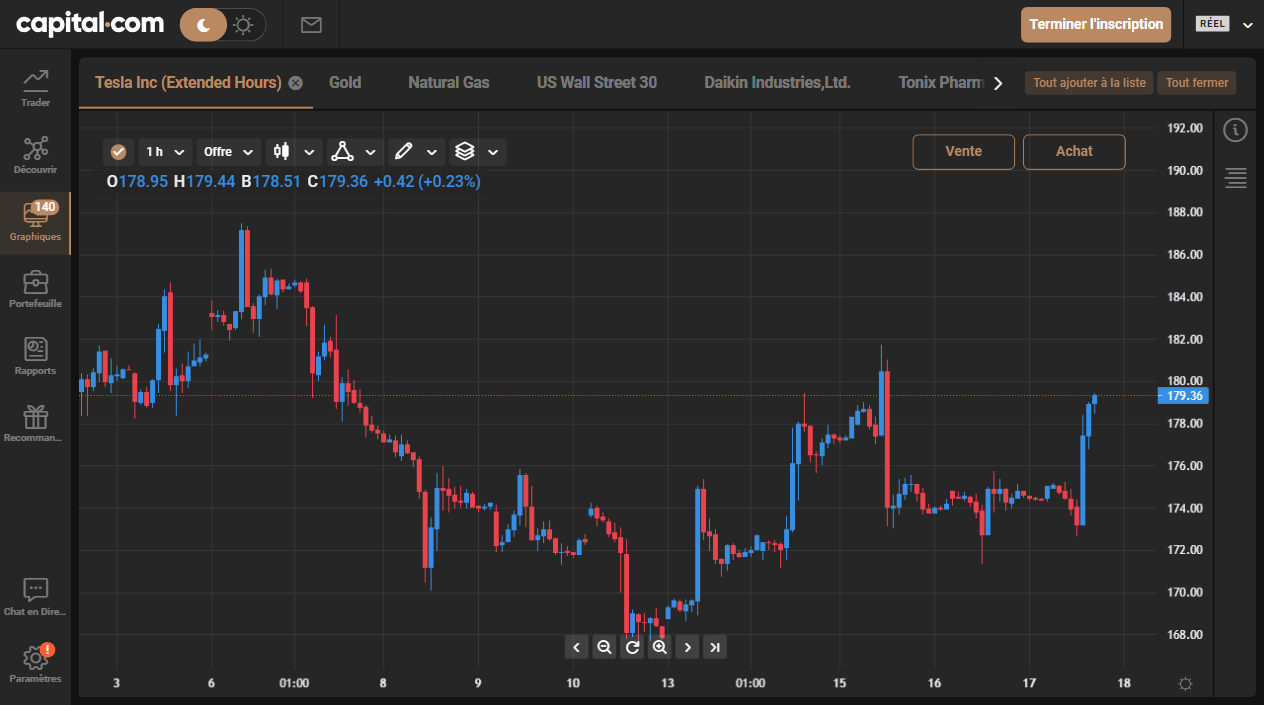 capital.com
Terminer l'inscription
RÉEL
Trader
Découvrir
140
Graphiques
Portefeuille
Rapports
Recomman...
Chat en Dire...
!
Paramètres
Tesla Inc (Extended Hours)
Gold
Natural Gas
US Wall Street 30
Daikin Industries,Ltd.
Tonix Pharm
Tout ajouter à la liste
Tout fermer
1 h
Offre
Vente
Achat
O178.95 H179.44 B178.51 C179.36 +0.42 (+0.23%)
192.00
190.00
188.00
186.00
184.00
182.00
180.00
179.36
178.00
176.00
174.00
172.00
170.00
168.00
3 6 01:00 8 9 10 13 01:00 15 16 17 18